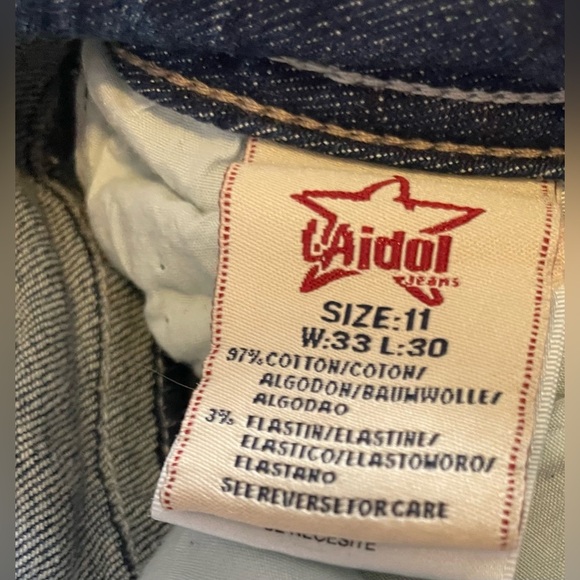 L.Aidol
Jeans
SIZE:11
W:33 L:30
97% COTTON/COTON/
ALGODON/BAUMWOLLE/
ALGODAO
3% ELASTIN/ELASTINE/
ELASTICO/ELASTOMORO/
ELASTANO
SEE REVERSE FOR CARE
NECESITE